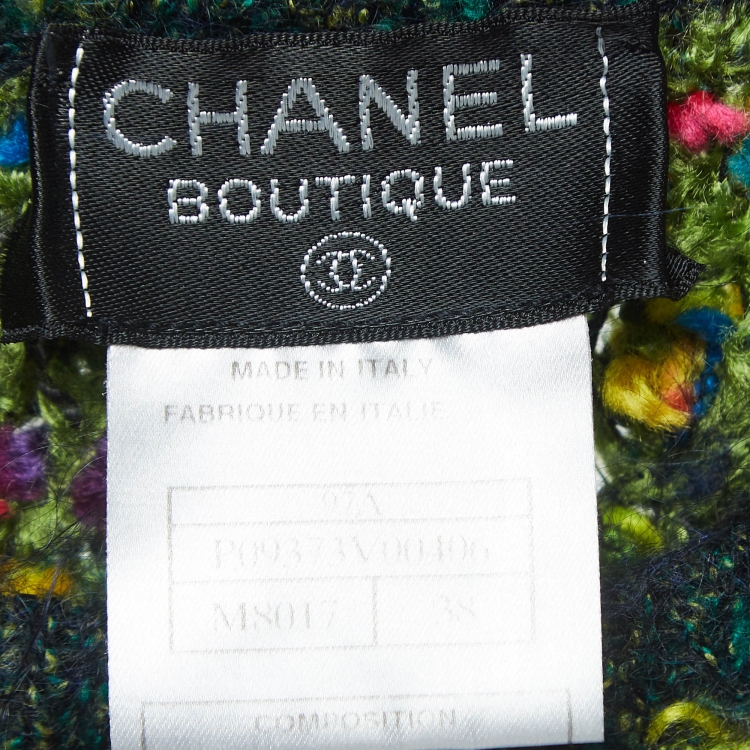 CHANEL
BOUTIQUE
MADE IN ITALY
FABRIQUE EN ITALIE
97A
P09373V00406
M8017 38
COMPOSITION